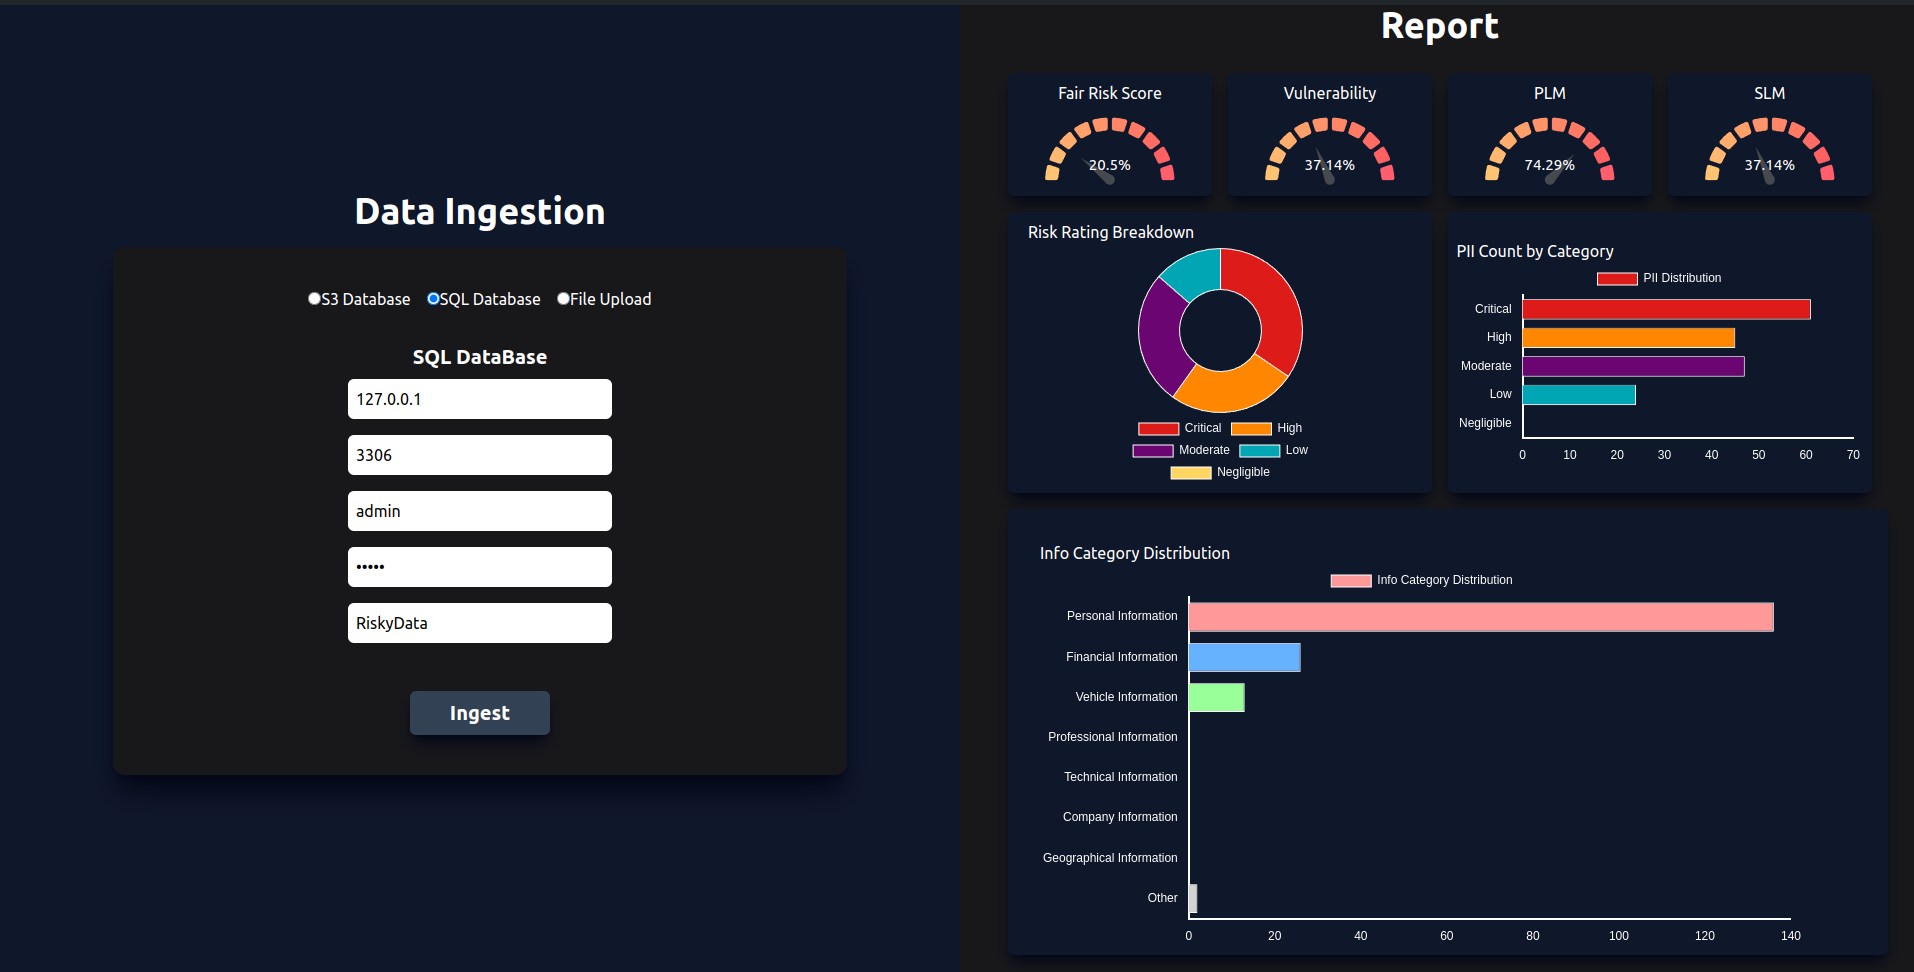 Data Ingestion
S3 Database SQL Database File Upload
SQL DataBase
127.0.0.1
3306
admin
•••••
RiskyData
Ingest
Report
Fair Risk Score
20.5%
Vulnerability
37.14%
PLM
74.29%
SLM
37.14%
Risk Rating Breakdown
Critical High
Moderate Low
Negligible
PII Count by Category
PII Distribution
Critical
High
Moderate
Low
Negligible
0 10 20 30 40 50 60 70
Info Category Distribution
Info Category Distribution
Personal Information
Financial Information
Vehicle Information
Professional Information
Technical Information
Company Information
Geographical Information
Other
0 20 40 60 80 100 120 140